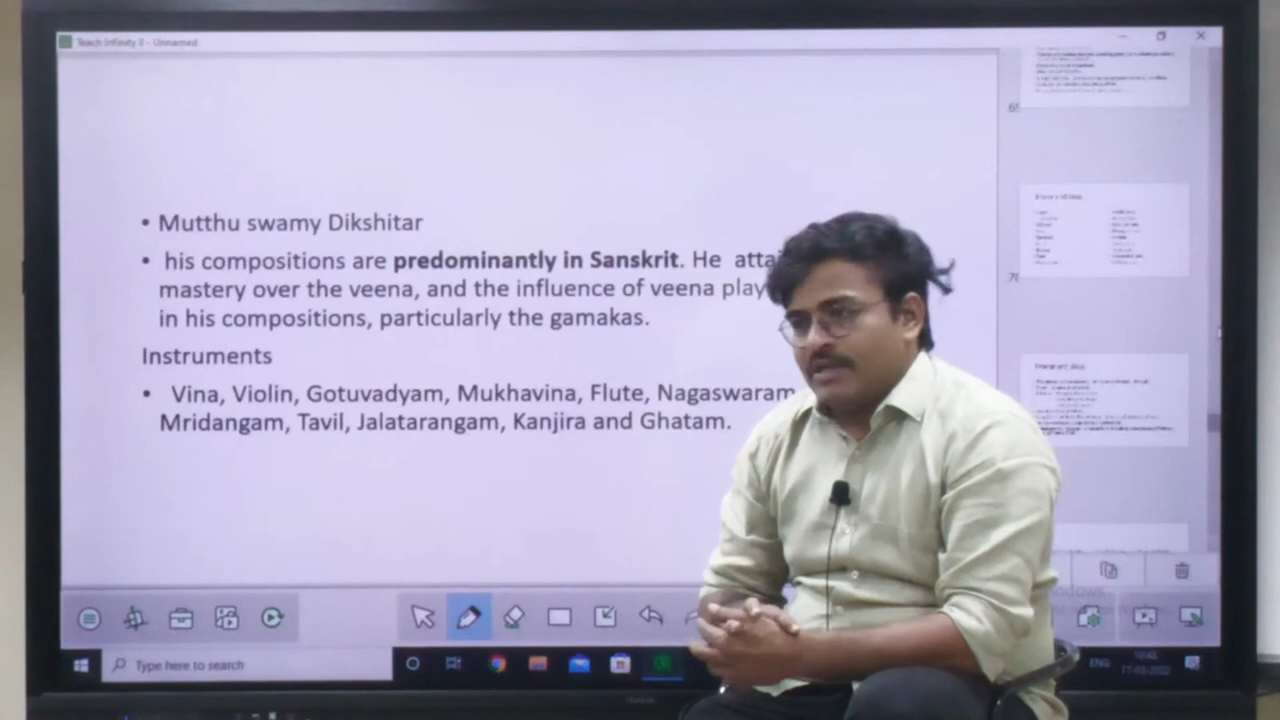 Teach Infinity II - Unnamed
• Mutthu swamy Dikshitar
• his compositions are predominantly in Sanskrit. He
mastery over the veena, and the influence of veena
in his compositions, particularly the gamakas.
Instruments
• Vina, Violin, Gotuvadyam, Mukhavina, Flute, Nagaswaram
Mridangam, Tavil, Jalatarangam, Kanjira and Ghatam.
Type here to search
ENG